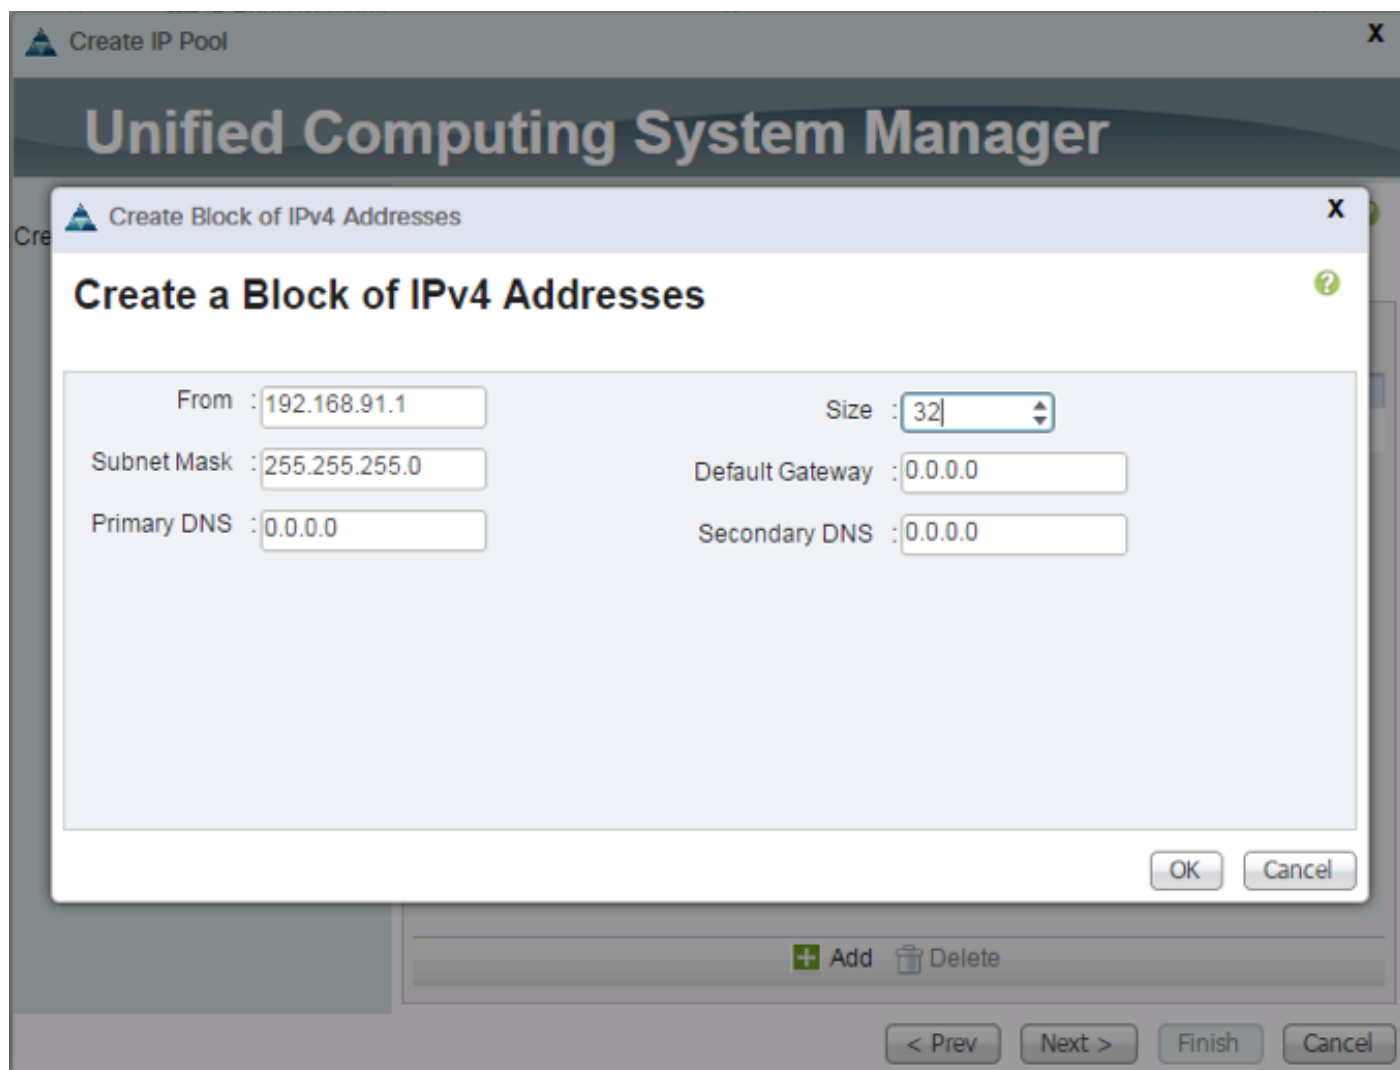 Create IP Pool
X
Unified Computing System Manager
Cre
Create Block of IPv4 Addresses
X
Create a Block of IPv4 Addresses
?
From : 192.168.91.1
Size : 32
Subnet Mask : 255.255.255.0
Default Gateway : 0.0.0.0
Primary DNS : 0.0.0.0
Secondary DNS : 0.0.0.0
OK
Cancel
Add
Delete
< Prev
Next >
Finish
Cancel